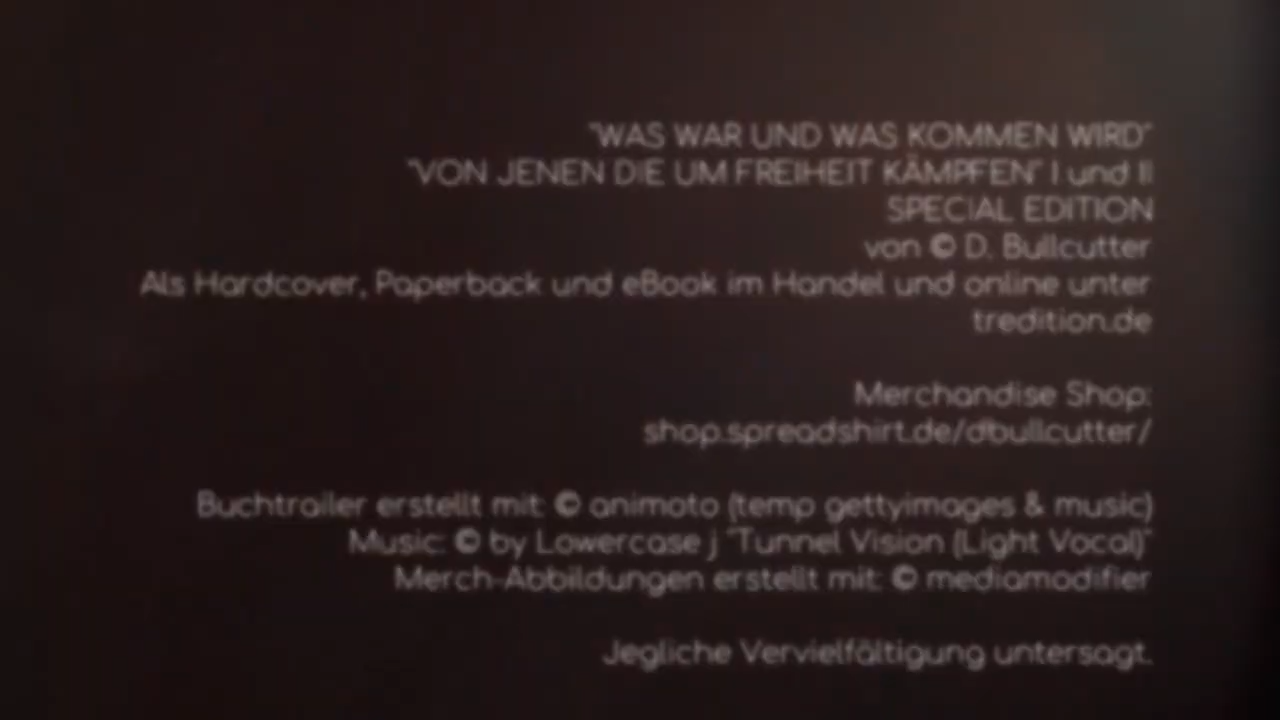 "WAS WAR UND WAS KOMMEN WIRD"
"VON JENEN DIE UM FREIHEIT KÄMPFEN" I und II
SPECIAL EDITION
von © D. Bullcutter
Als Hardcover, Paperback und eBook im Handel und online unter
tredition.de
Merchandise Shop:
shop.spreadshirt.de/dbullcutter/
Buchtrailer erstellt mit: © animoto (temp gettyimages & music)
Music: © by Lowercase j "Tunnel Vision (Light Vocal)"
Merch-Abbildungen erstellt mit: © mediamodifier
Jegliche Vervielfältigung untersagt.